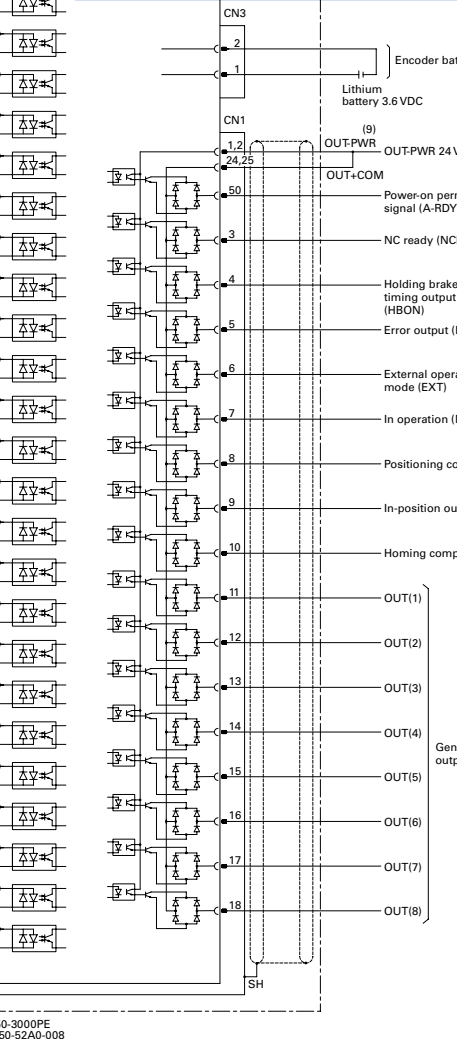 CN3
2
1
Encoder bat
Lithium
battery 3.6 VDC
CN1
(9)
OUT-PWR
1,2
OUT-PWR 24 V
24,25
OUT+COM
50
Power-on perr
signal (A-RDY
3
NC ready (NC
4
Holding brake
timing output
(HBON)
5
Error output (
6
External opera
mode (EXT)
7
In operation (
8
Positioning co
9
In-position ou
10
Homing comp
11
OUT(1)
12
OUT(2)
13
OUT(3)
14
OUT(4)
Gen
outp
15
OUT(5)
16
OUT(6)
17
OUT(7)
18
OUT(8)
SH
0-3000PE
50-52A0-008